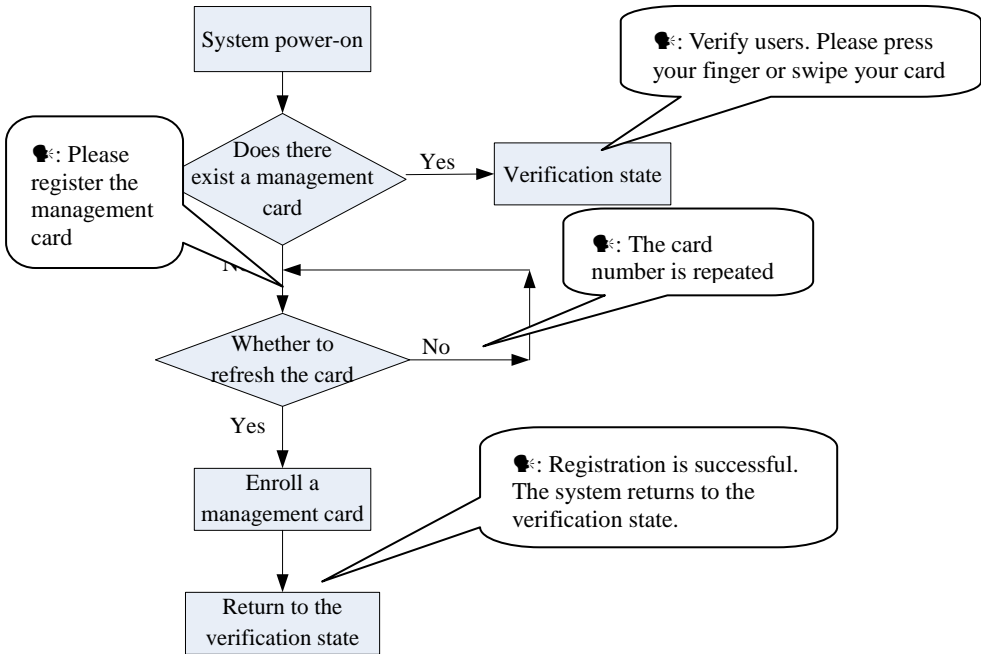 System power-on
🗣: Verify users. Please press
your finger or swipe your card
🗣: Please
register the
management
card
Does there
exist a management
card
Yes
Verification state
🗣: The card
number is repeated
Whether to
refresh the card
No
Yes
Enroll a
management card
🗣: Registration is successful.
The system returns to the
verification state.
Return to the
verification state